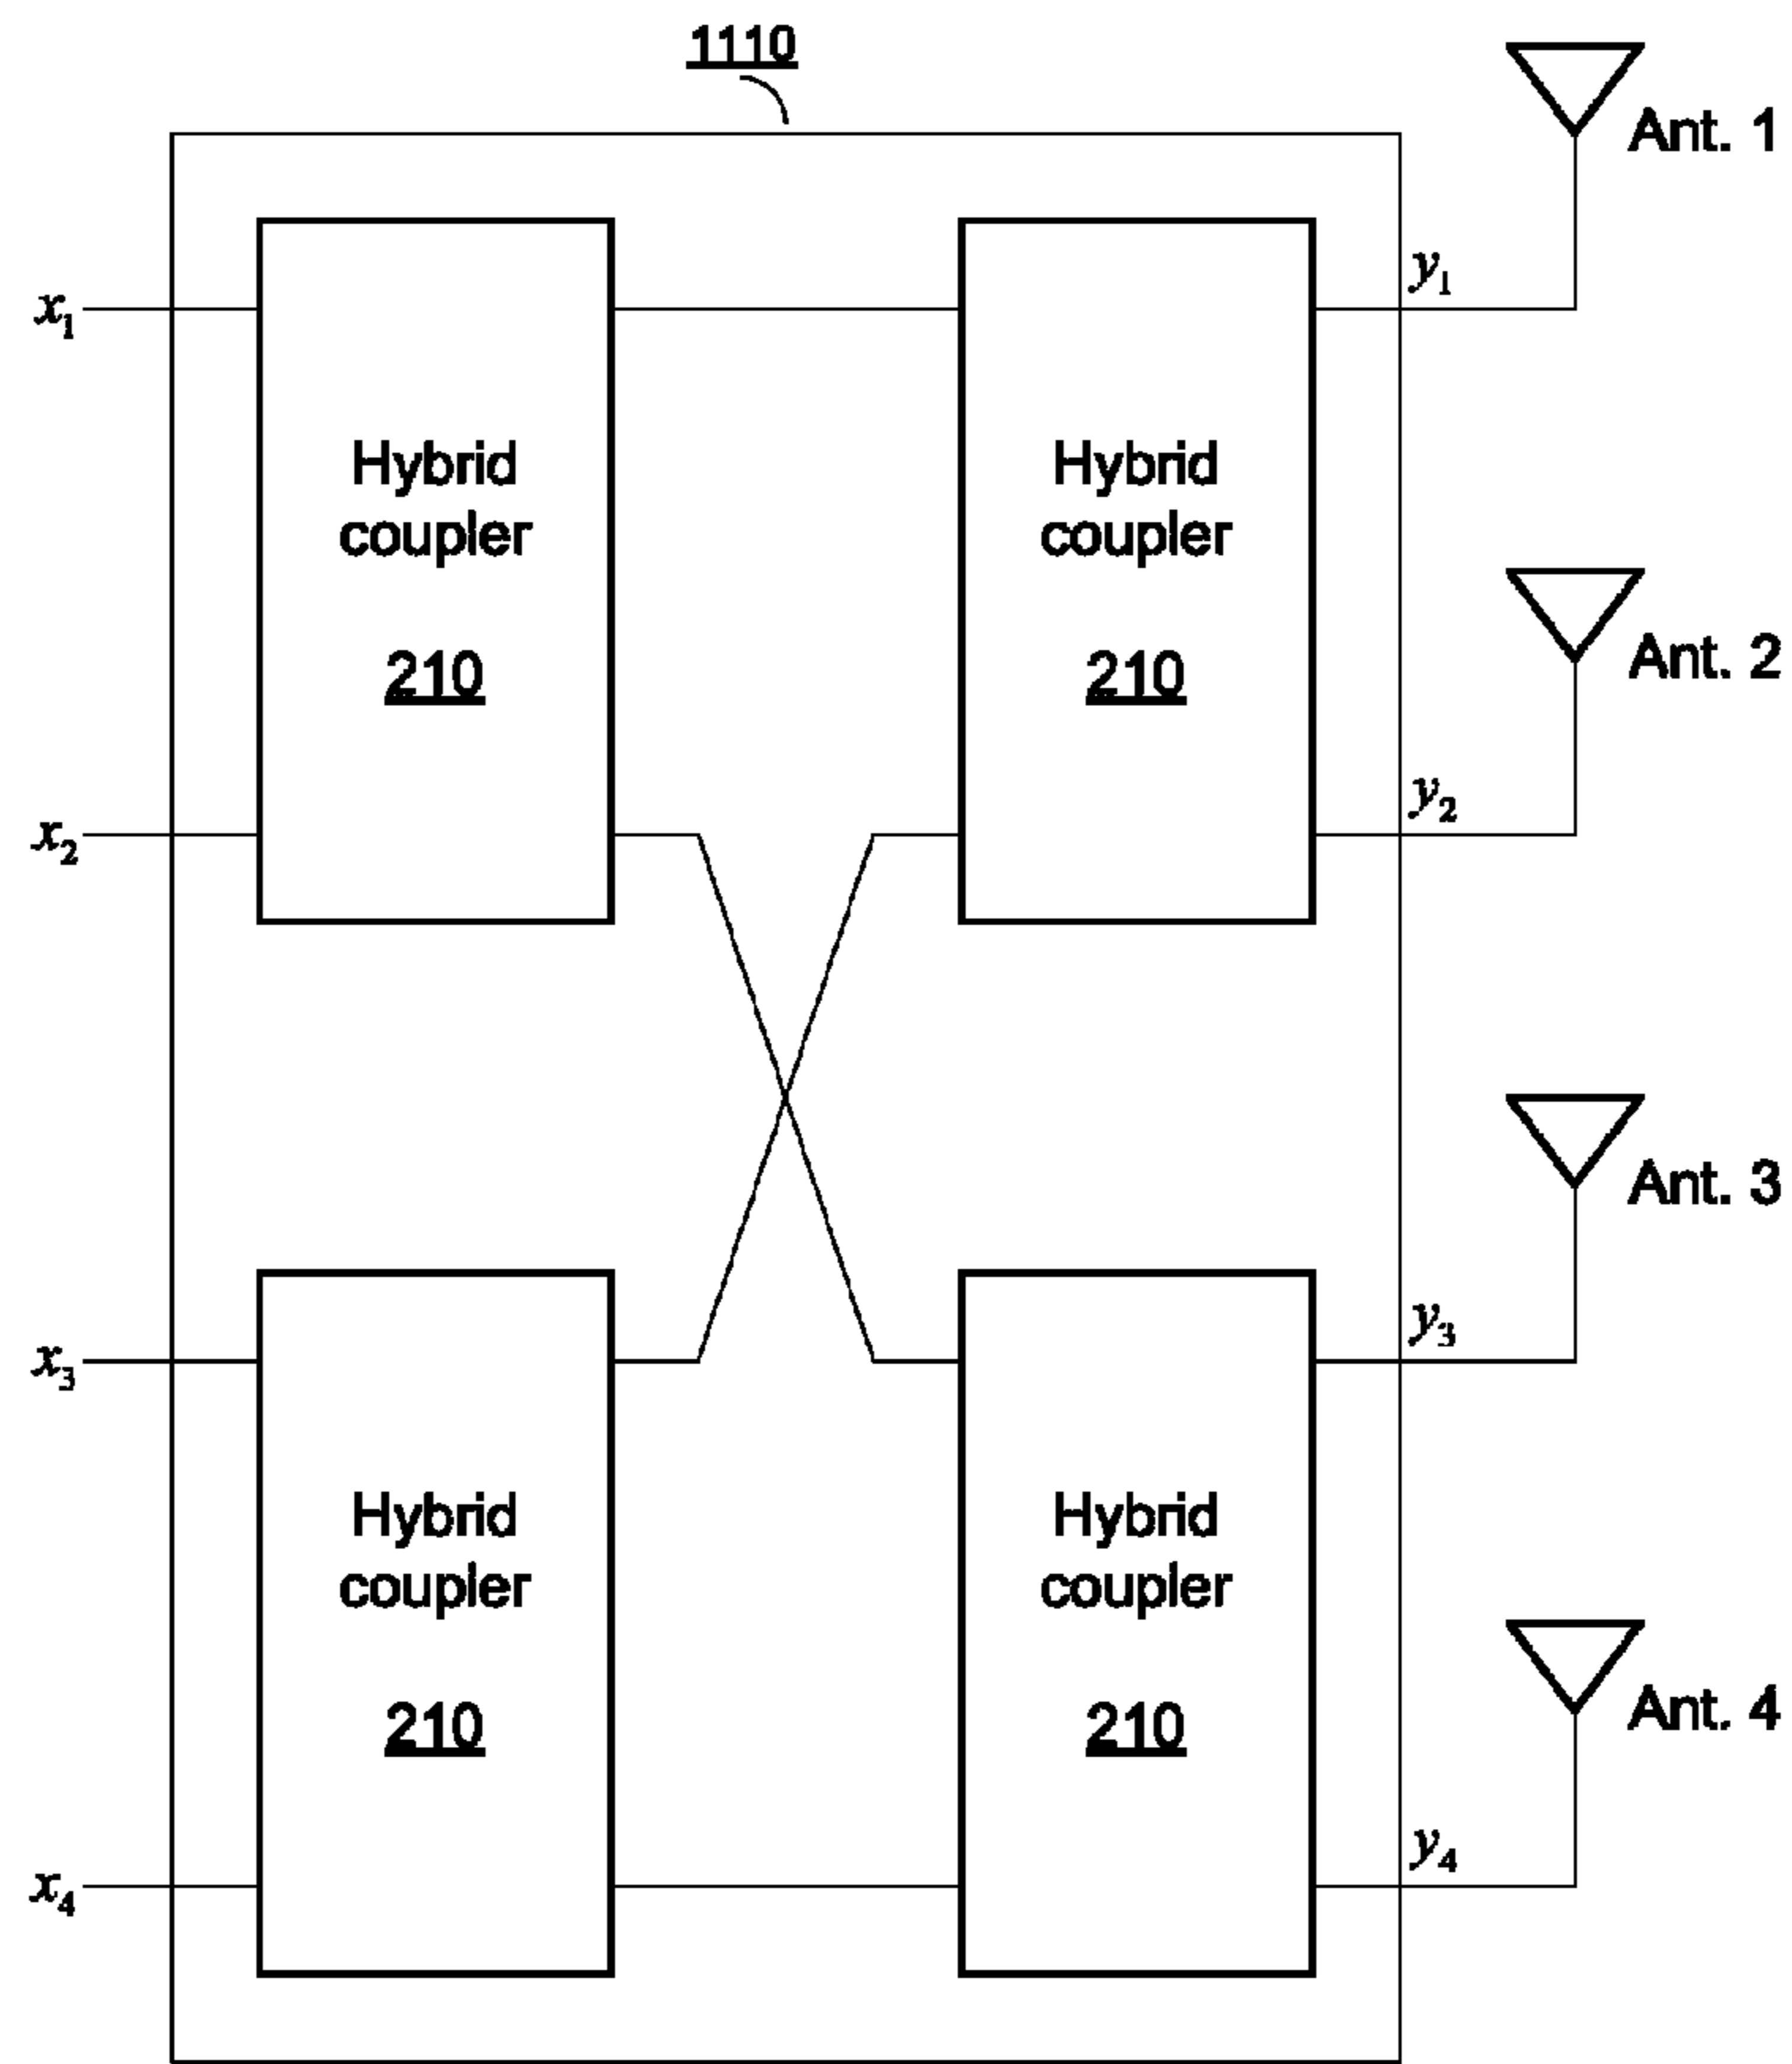 1110
Ant. 1
x₁
y₁
Hybrid
coupler
210
Hybrid
coupler
210
Ant. 2
x₂
y₂
Ant. 3
x₃
y₃
Hybrid
coupler
210
Hybrid
coupler
210
Ant. 4
x₄
y₄